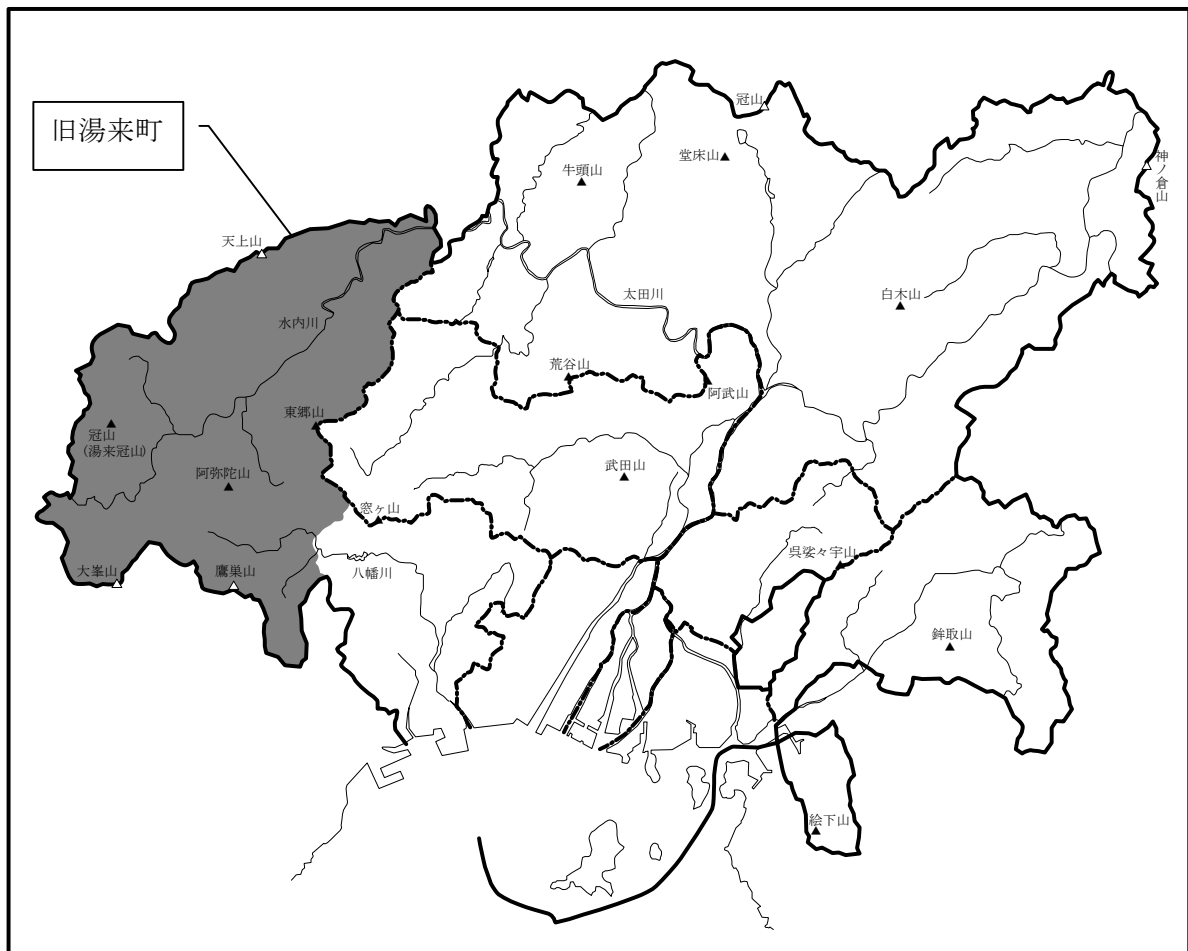 旧湯来町
冠山
堂床山
牛頭山
神ノ倉山
天上山
太田川
白木山
水内川
荒谷山
阿武山
東郷山
冠山
(湯来冠山)
武田山
阿弥陀山
窓ヶ山
呉娑々宇山
大峯山
鷹巣山
八幡川
鉾取山
絵下山